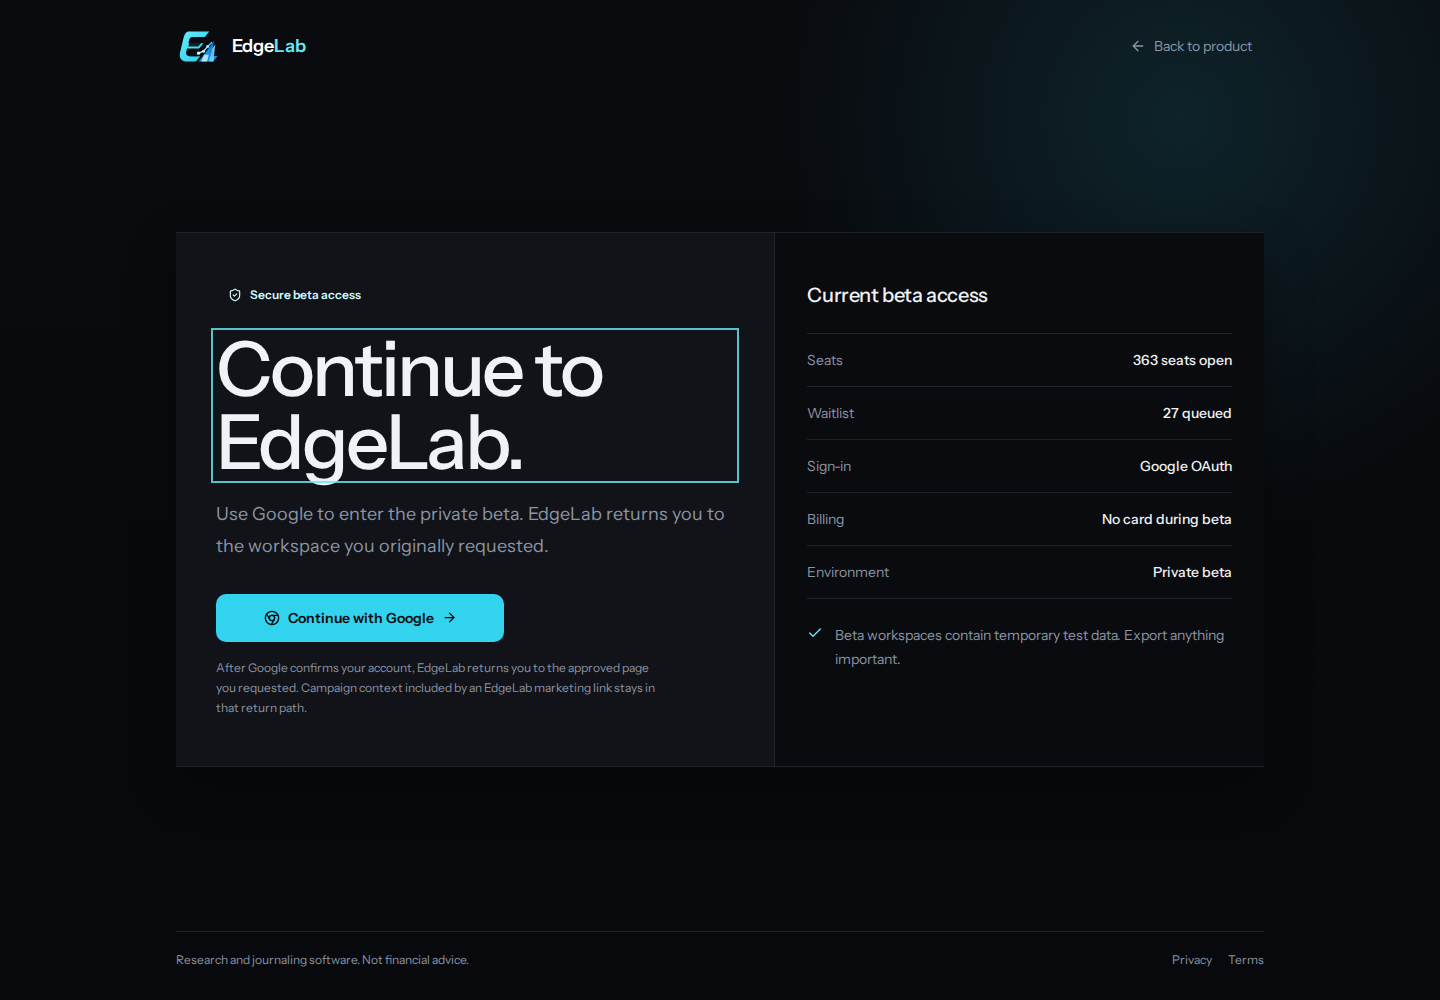 EdgeLab
Back to product
Secure beta access
Continue to
EdgeLab.
Use Google to enter the private beta. EdgeLab returns you to
the workspace you originally requested.
Continue with Google
After Google confirms your account, EdgeLab returns you to the approved page
you requested. Campaign context included by an EdgeLab marketing link stays in
that return path.
Current beta access
Seats 363 seats open
Waitlist 27 queued
Sign-in Google OAuth
Billing No card during beta
Environment Private beta
Beta workspaces contain temporary test data. Export anything
important.
Research and journaling software. Not financial advice.
Privacy Terms